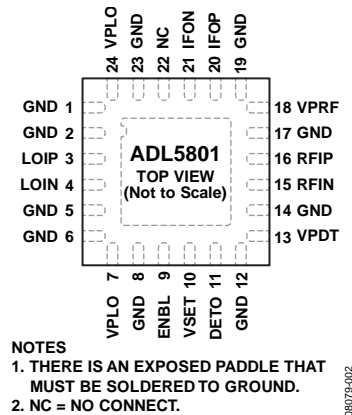 24 VPLO
23 GND
22 NC
21 IFON
20 IFOP
19 GND
GND 1
GND 2
LOIP 3
LOIN 4
GND 5
GND 6
ADL5801
TOP VIEW
(Not to Scale)
18 VPRF
17 GND
16 RFIP
15 RFIN
14 GND
13 VPDT
VPLO 7
GND 8
ENBL 9
VSET 10
DETO 11
GND 12
NOTES
1. THERE IS AN EXPOSED PADDLE THAT
MUST BE SOLDERED TO GROUND.
2. NC = NO CONNECT.
08079-002